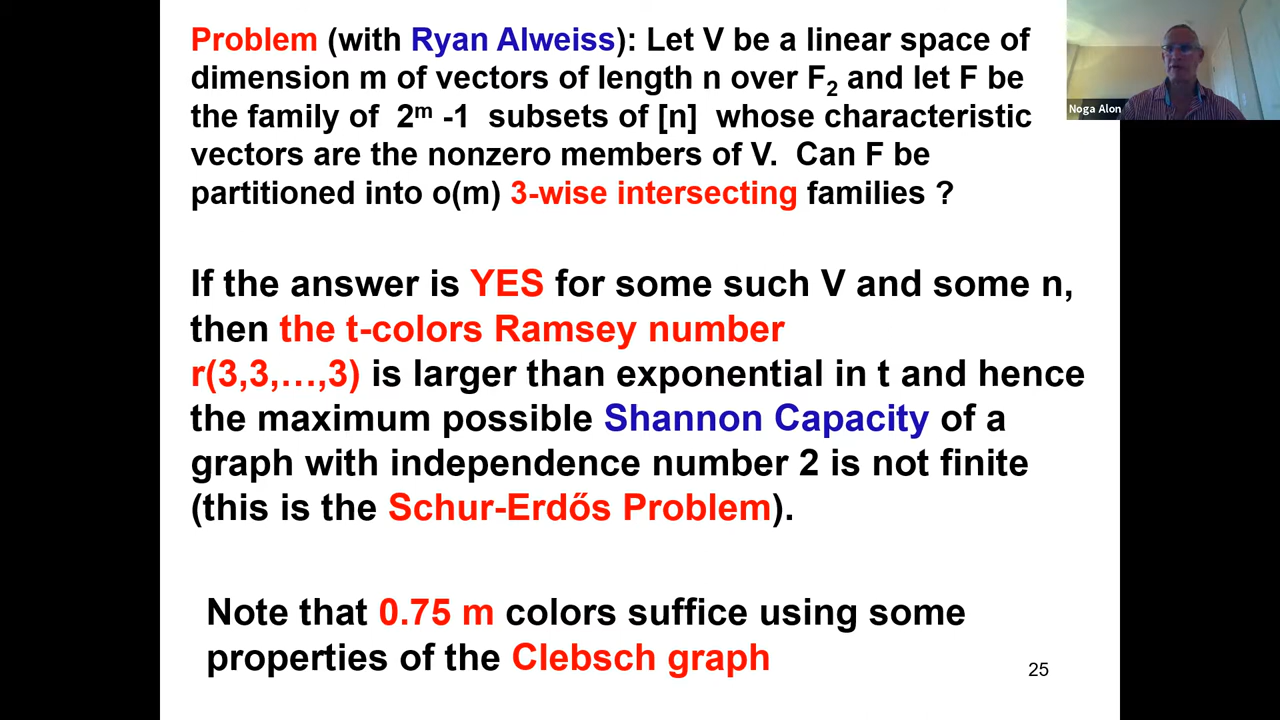 Problem (with Ryan Alweiss): Let V be a linear space of
dimension m of vectors of length n over F₂ and let F be
the family of 2ᵐ -1 subsets of [n] whose characteristic
vectors are the nonzero members of V. Can F be
partitioned into o(m) 3-wise intersecting families ?
Noga Alon
If the answer is YES for some such V and some n,
then the t-colors Ramsey number
r(3,3,…,3) is larger than exponential in t and hence
the maximum possible Shannon Capacity of a
graph with independence number 2 is not finite
(this is the Schur-Erdős Problem).
Note that 0.75 m colors suffice using some
properties of the Clebsch graph
25